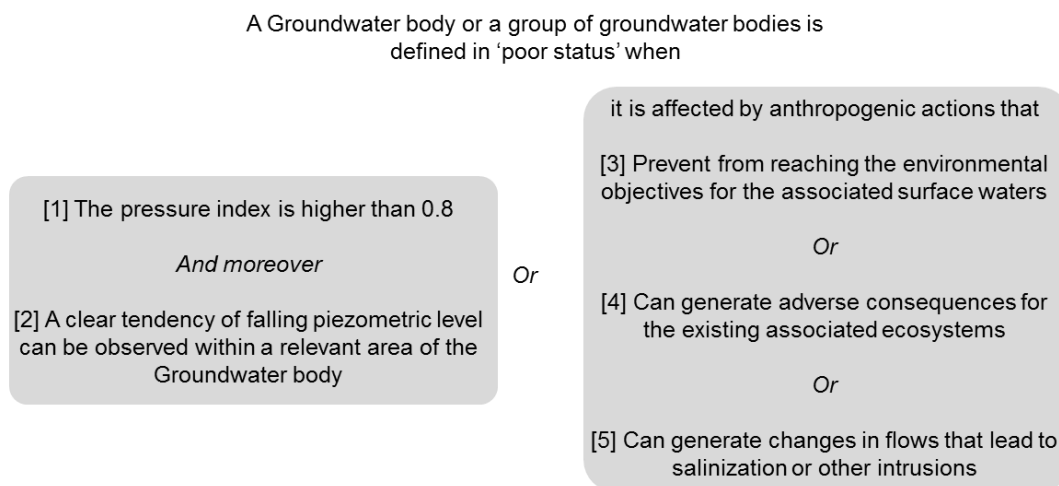 A Groundwater body or a group of groundwater bodies is
defined in ‘poor status’ when
[1] The pressure index is higher than 0.8
And moreover
[2] A clear tendency of falling piezometric level
can be observed within a relevant area of the
Groundwater body
Or
it is affected by anthropogenic actions that
[3] Prevent from reaching the environmental
objectives for the associated surface waters
Or
[4] Can generate adverse consequences for
the existing associated ecosystems
Or
[5] Can generate changes in flows that lead to
salinization or other intrusions